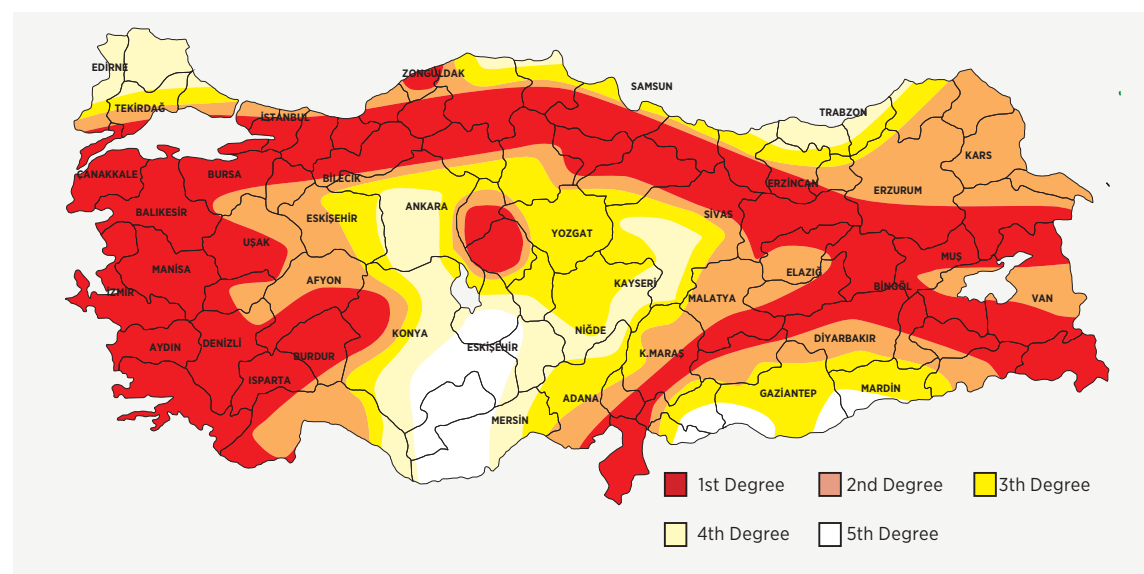 EDİRNE
ZONGULDAK
SAMSUN
TEKİRDAĞ
İSTANBUL
TRABZON
KARS
ÇANAKKALE
BURSA
BİLECİK
ERZİNCAN
ERZURUM
BALIKESİR
ESKİŞEHİR
ANKARA
SİVAS
YOZGAT
UŞAK
MUŞ
MANİSA
AFYON
ELAZIĞ
İZMİR
KAYSERİ
BİNGÖL
MALATYA
VAN
KONYA
NİĞDE
DİYARBAKIR
AYDIN
DENİZLİ
ESKİŞEHİR
BURDUR
K.MARAŞ
ISPARTA
MARDİN
GAZİANTEP
ADANA
MERSİN
1st Degree
2nd Degree
3th Degree
4th Degree
5th Degree